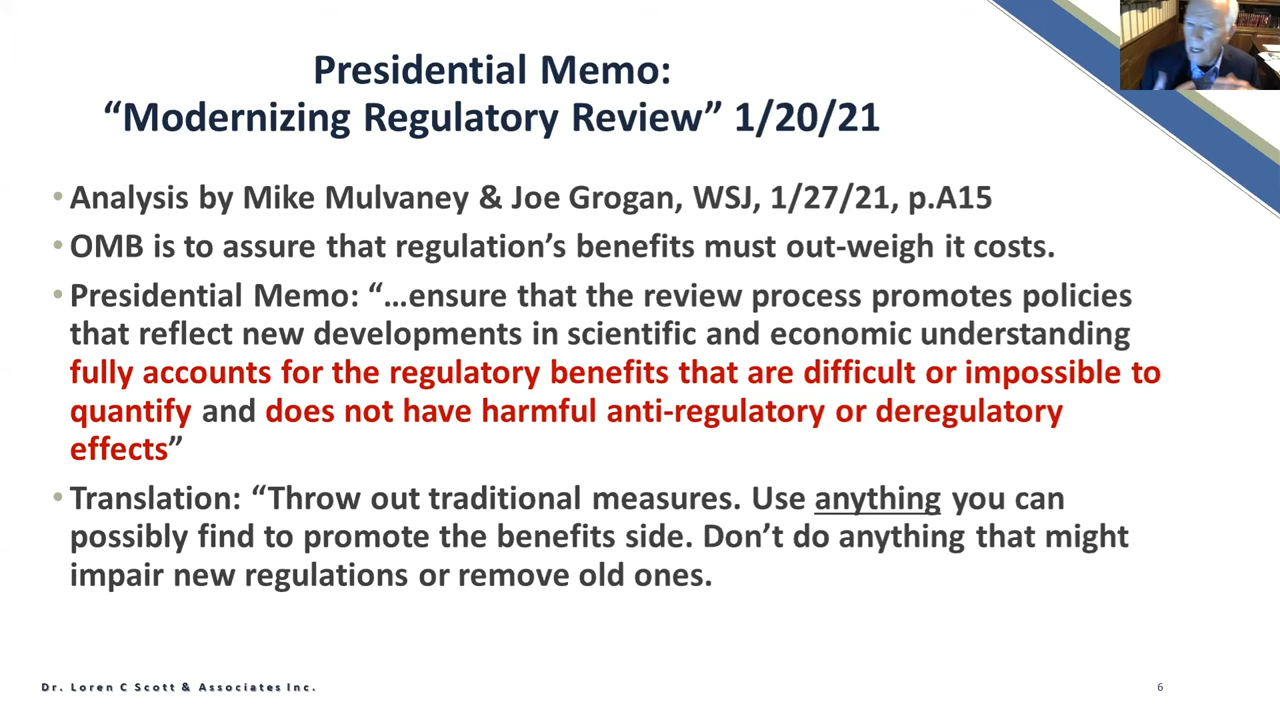 Presidential Memo:
“Modernizing Regulatory Review” 1/20/21
• Analysis by Mike Mulvaney & Joe Grogan, WSJ, 1/27/21, p.A15
• OMB is to assure that regulation’s benefits must out-weigh it costs.
• Presidential Memo: “…ensure that the review process promotes policies
that reflect new developments in scientific and economic understanding
fully accounts for the regulatory benefits that are difficult or impossible to
quantify and does not have harmful anti-regulatory or deregulatory
effects”
• Translation: “Throw out traditional measures. Use anything you can
possibly find to promote the benefits side. Don’t do anything that might
impair new regulations or remove old ones.
Dr. Loren C Scott & Associates Inc.
6